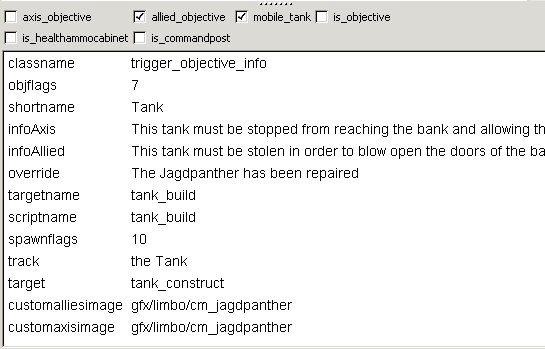 axis_objective allied_objective mobile_tank is_objective
is_healthammocabinet is_commandpost
classname trigger_objective_info
objflags 7
shortname Tank
infoAxis This tank must be stopped from reaching the bank and allowing th
infoAllied This tank must be stolen in order to blow open the doors of the ba
override The Jagdpanther has been repaired
targetname tank_build
scriptname tank_build
spawnflags 10
track the Tank
target tank_construct
customalliesimage gfx/limbo/cm_jagdpanther
customaxisimage gfx/limbo/cm_jagdpanther